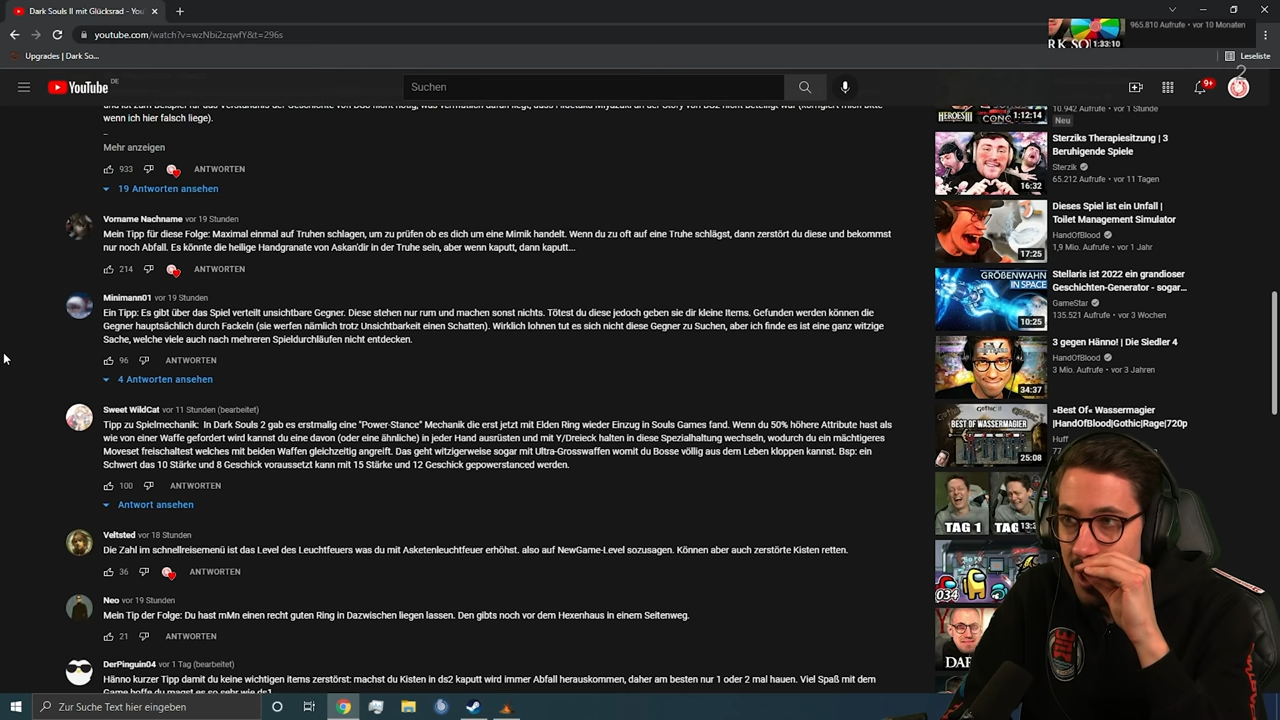 Dark Souls II mit Glücksrad - You
965.810 Aufrufe • vor 10 Monaten
youtube.com/watch?v=wzNbi2zqwfY&t=296s
1:33:10
Upgrades | Dark So...
Leseliste
YouTube
DE
Suchen
9+
2
wenn ich hier falsch liege).
Mehr anzeigen
933
ANTWORTEN
19 Antworten ansehen
Vorname Nachname vor 19 Stunden
Mein Tipp für diese Folge: Maximal einmal auf Truhen schlagen, um zu prüfen ob es dich um eine Mimik handelt. Wenn du zu oft auf eine Truhe schlägst, dann zerstört du diese und bekommst
nur noch Abfall. Es könnte die heilige Handgranate von Askan'dir in der Truhe sein, aber wenn kaputt, dann kaputt...
214
ANTWORTEN
Minimann01 vor 19 Stunden
Ein Tipp: Es gibt über das Spiel verteilt unsichtbare Gegner. Diese stehen nur rum und machen sonst nichts. Tötest du diese jedoch geben sie dir kleine Items. Gefunden werden können die
Gegner hauptsächlich durch Fackeln (sie werfen nämlich trotz Unsichtbarkeit einen Schatten). Wirklich lohnen tut es sich nicht diese Gegner zu Suchen, aber ich finde es ist eine ganz witzige
Sache, welche viele auch nach mehreren Spieldurchläufen nicht entdecken.
96
ANTWORTEN
4 Antworten ansehen
Sweet WildCat vor 11 Stunden (bearbeitet)
Tipp zu Spielmechanik: In Dark Souls 2 gab es erstmalig eine "Power-Stance" Mechanik die erst jetzt mit Elden Ring wieder Einzug in Souls Games fand. Wenn du 50% höhere Attribute hast als
wie von einer Waffe gefordert wird kannst du eine davon (oder eine ähnliche) in jeder Hand ausrüsten und mit Y/Dreieck halten in diese Spezialhaltung wechseln, wodurch du ein mächtigeres
Moveset freischaltest welches mit beiden Waffen gleichzeitig angreift. Das geht witzigerweise sogar mit Ultra-Grosswaffen womit du Bosse völlig aus dem Leben kloppen kannst. Bsp: ein
Schwert das 10 Stärke und 8 Geschick voraussetzt kann mit 15 Stärke und 12 Geschick gepowerstanced werden.
100
ANTWORTEN
Antwort ansehen
Veltsted vor 18 Stunden
Die Zahl im schnellreisemenü ist das Level des Leuchtfeuers was du mit Asketenleuchtfeuer erhöhst. also auf NewGame-Level sozusagen. Können aber auch zerstörte Kisten retten.
36
ANTWORTEN
Neo vor 19 Stunden
Mein Tip der Folge: Du hast mMn einen recht guten Ring in Dazwischen liegen lassen. Den gibts noch vor dem Hexenhaus in einem Seitenweg.
21
ANTWORTEN
DerPinguin04 vor 1 Tag (bearbeitet)
Hänno kurzer Tipp damit du keine wichtigen items zerstörst: machst du Kisten in ds2 kaputt wird immer Abfall herauskommen, daher am besten nur 1 oder 2 mal hauen. Viel Spaß mit dem
Game hoffe du magst es so sehr wie ds1
10.942 Aufrufe • vor 1 Stunde
1:12:14
Neu
Sterziks Therapiesitzung | 3
Beruhigende Spiele
Sterzik
65.212 Aufrufe • vor 11 Tagen
16:32
Dieses Spiel ist ein Unfall |
Toilet Management Simulator
HandOfBlood
1,9 Mio. Aufrufe • vor 1 Jahr
17:25
GRÖßENWAHN
IN SPACE
10:25
Stellaris ist 2022 ein grandioser
Geschichten-Generator - sogar...
GameStar
135.521 Aufrufe • vor 3 Wochen
3 gegen Hänno! | Die Siedler 4
HandOfBlood
3 Mio. Aufrufe • vor 3 Jahren
34:37
BEST OF WASSERMAGIER
25:08
»Best Of« Wassermagier
|HandOfBlood|Gothic|Rage|720p
Huff
TAG 1
034
Zur Suche Text hier eingeben